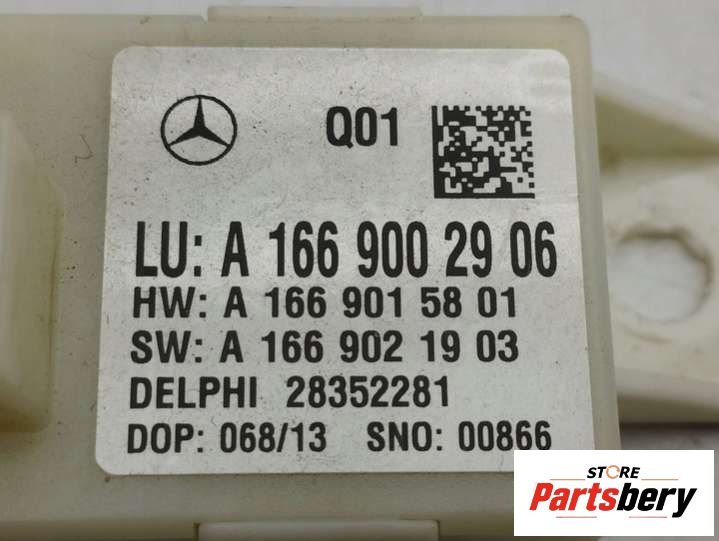 Q01
LU: A 166 900 29 06
HW: A 166 901 58 01
SW: A 166 902 19 03
DELPHI 28352281
DOP: 068/13 SNO: 00866
STORE
Partsbery